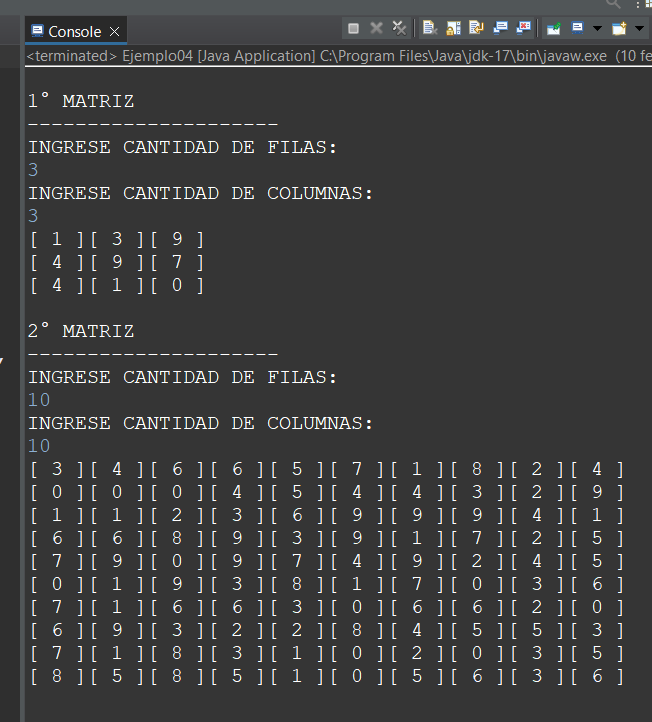 Console
<terminated> Ejemplo04 [Java Application] C:\Program Files\Java\jdk-17\bin\javaw.exe (10 fe
1° MATRIZ
---------------------
INGRESE CANTIDAD DE FILAS:
3
INGRESE CANTIDAD DE COLUMNAS:
3
[ 1 ][ 3 ][ 9 ]
[ 4 ][ 9 ][ 7 ]
[ 4 ][ 1 ][ 0 ]
2° MATRIZ
---------------------
INGRESE CANTIDAD DE FILAS:
10
INGRESE CANTIDAD DE COLUMNAS:
10
[ 3 ][ 4 ][ 6 ][ 6 ][ 5 ][ 7 ][ 1 ][ 8 ][ 2 ][ 4 ]
[ 0 ][ 0 ][ 0 ][ 4 ][ 5 ][ 4 ][ 4 ][ 3 ][ 2 ][ 9 ]
[ 1 ][ 1 ][ 2 ][ 3 ][ 6 ][ 9 ][ 9 ][ 9 ][ 4 ][ 1 ]
[ 6 ][ 6 ][ 8 ][ 9 ][ 3 ][ 9 ][ 1 ][ 7 ][ 2 ][ 5 ]
[ 7 ][ 9 ][ 0 ][ 9 ][ 7 ][ 4 ][ 9 ][ 2 ][ 4 ][ 5 ]
[ 0 ][ 1 ][ 9 ][ 3 ][ 8 ][ 1 ][ 7 ][ 0 ][ 3 ][ 6 ]
[ 7 ][ 1 ][ 6 ][ 6 ][ 3 ][ 0 ][ 6 ][ 6 ][ 2 ][ 0 ]
[ 6 ][ 9 ][ 3 ][ 2 ][ 2 ][ 8 ][ 4 ][ 5 ][ 5 ][ 3 ]
[ 7 ][ 1 ][ 8 ][ 3 ][ 1 ][ 0 ][ 2 ][ 0 ][ 3 ][ 5 ]
[ 8 ][ 5 ][ 8 ][ 5 ][ 1 ][ 0 ][ 5 ][ 6 ][ 3 ][ 6 ]